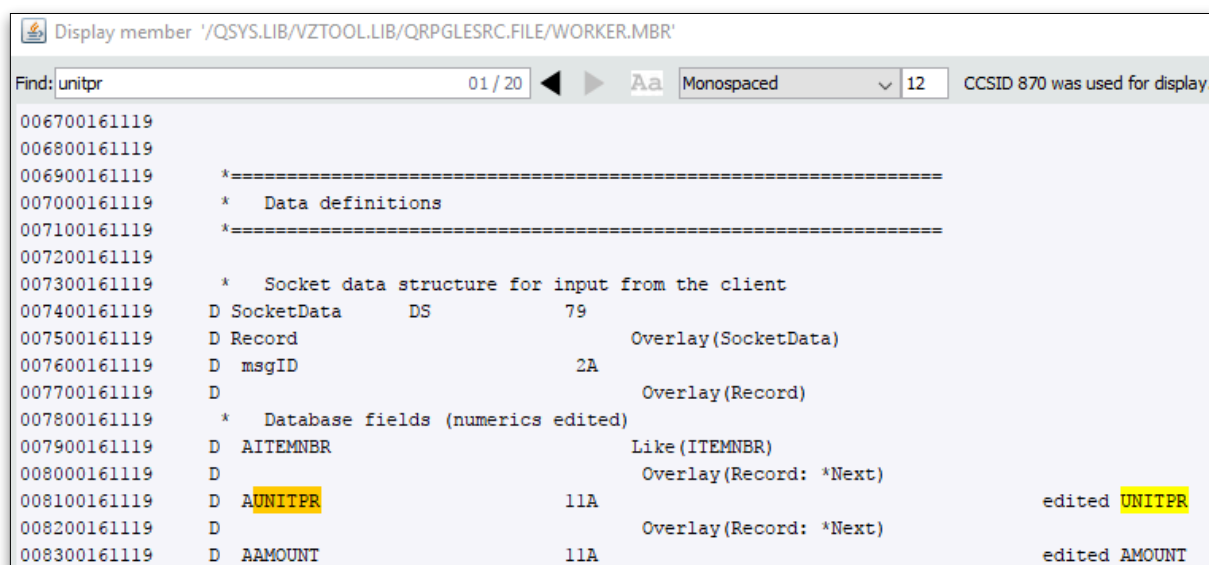 Display member '/QSYS.LIB/VZTOOL.LIB/QRPGLESRC.FILE/WORKER.MBR'
Find: unitpr 01 / 20 Aa Monospaced 12 CCSID 870 was used for display.
006700161119
006800161119
006900161119 *================================================================
007000161119 * Data definitions
007100161119 *================================================================
007200161119
007300161119 * Socket data structure for input from the client
007400161119 D SocketData DS 79
007500161119 D Record Overlay(SocketData)
007600161119 D msgID 2A
007700161119 D Overlay(Record)
007800161119 * Database fields (numerics edited)
007900161119 D AITEMNBR Like(ITEMNBR)
008000161119 D Overlay(Record: *Next)
008100161119 D AUNITPR 11A edited UNITPR
008200161119 D Overlay(Record: *Next)
008300161119 D AAMOUNT 11A edited AMOUNT